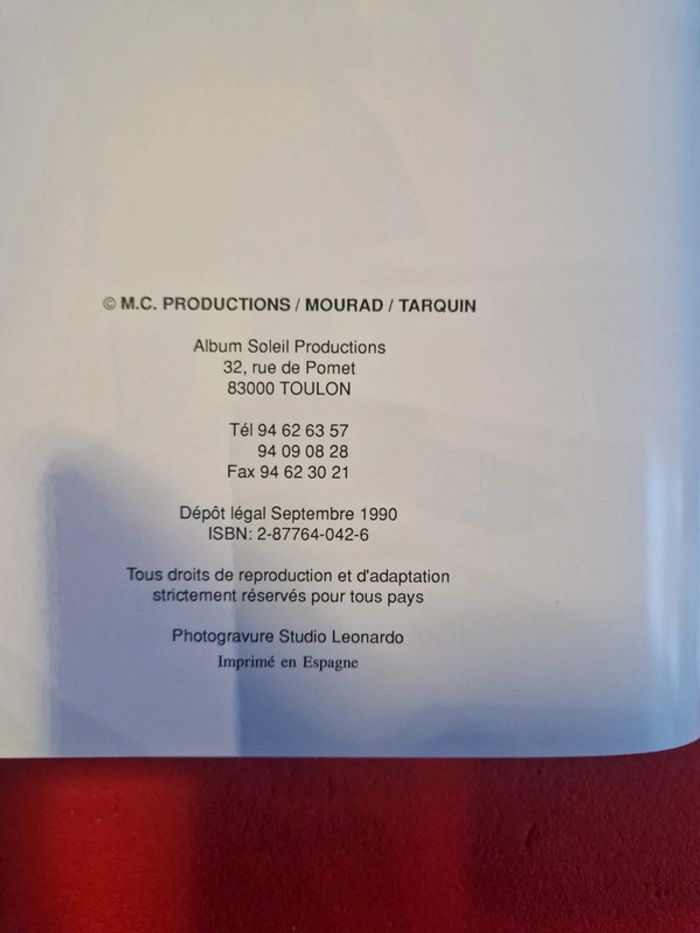 © M.C. PRODUCTIONS / MOURAD / TARQUIN
Album Soleil Productions
32, rue de Pomet
83000 TOULON
Tél 94 62 63 57
94 09 08 28
Fax 94 62 30 21
Dépôt légal Septembre 1990
ISBN: 2-87764-042-6
Tous droits de reproduction et d'adaptation
strictement réservés pour tous pays
Photogravure Studio Leonardo
Imprimé en Espagne